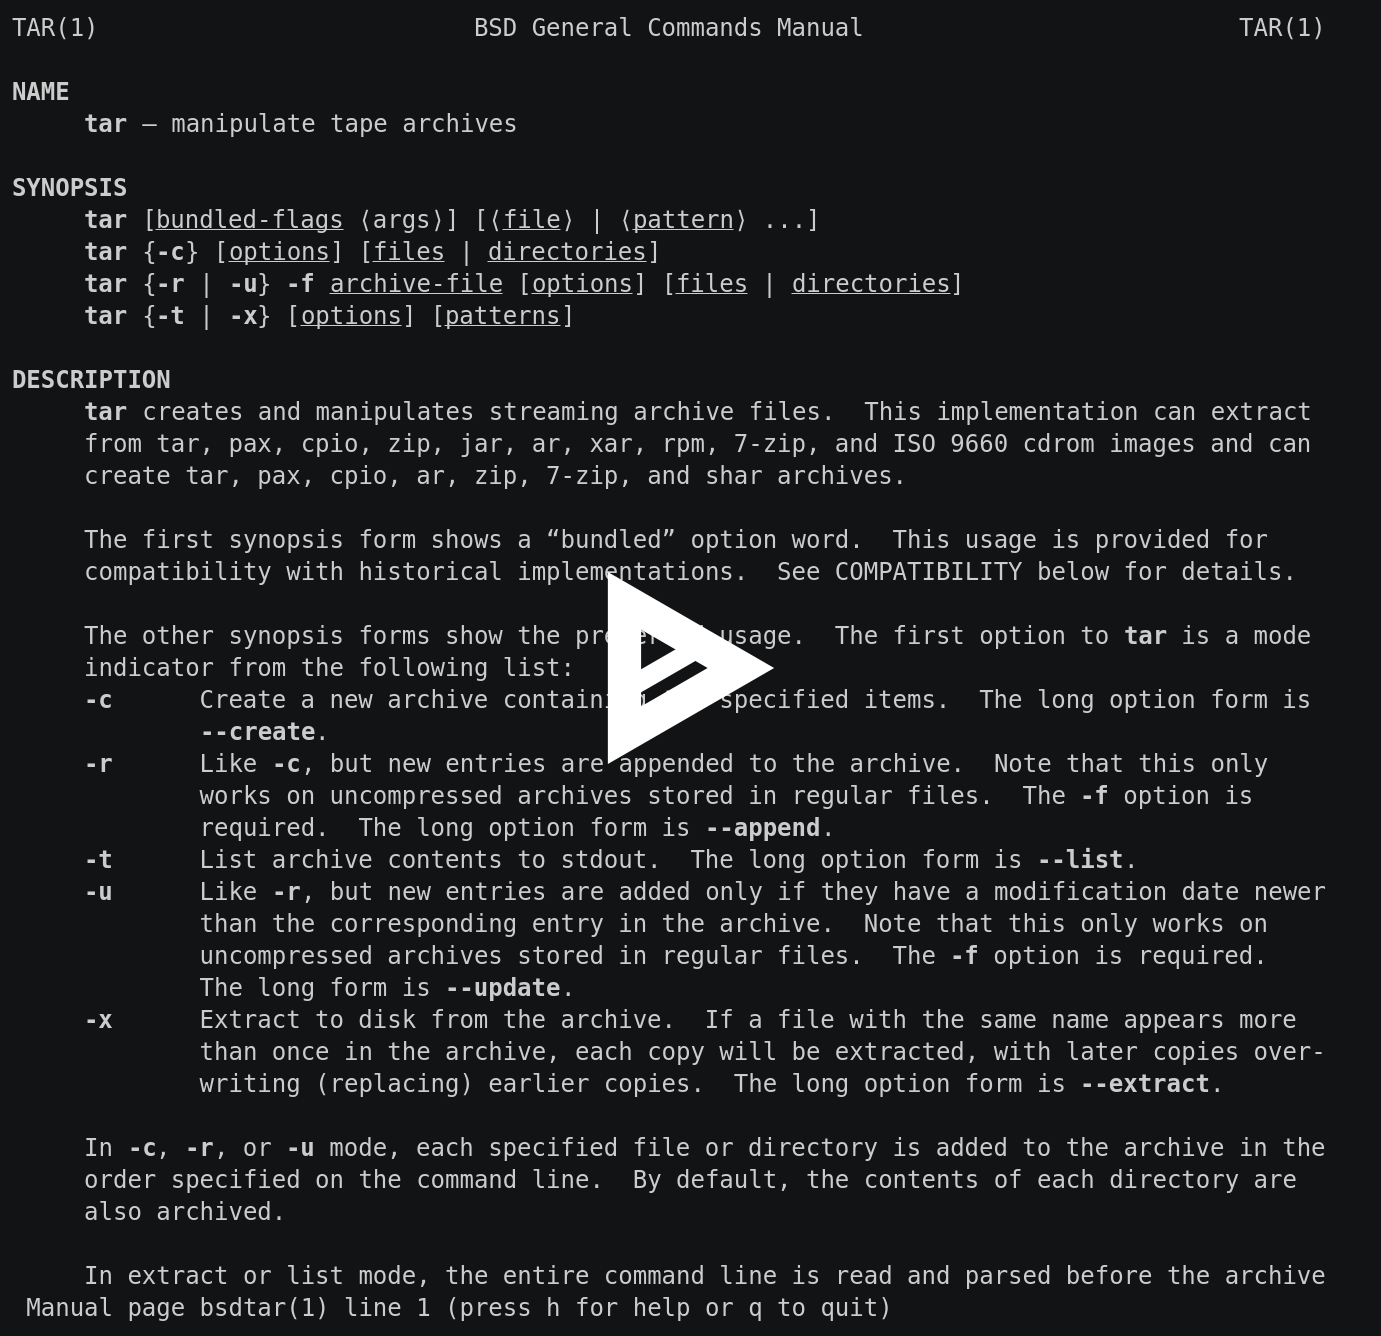 TAR(1)                          BSD General Commands Manual                          TAR(1)
NAME
tar — manipulate tape archives
SYNOPSIS
tar [bundled-flags ⟨args⟩] [⟨file⟩ | ⟨pattern⟩ ...]
tar {-c} [options] [files | directories]
tar {-r | -u} -f archive-file [options] [files | directories]
tar {-t | -x} [options] [patterns]
DESCRIPTION
tar creates and manipulates streaming archive files.  This implementation can extract
from tar, pax, cpio, zip, jar, ar, xar, rpm, 7-zip, and ISO 9660 cdrom images and can
create tar, pax, cpio, ar, zip, 7-zip, and shar archives.
The first synopsis form shows a “bundled” option word.  This usage is provided for
compatibility with historical implementations.  See COMPATIBILITY below for details.
The other synopsis forms show the usage.  The first option to tar is a mode
indicator from the following list:
-c      Create a new archive containing specified items.  The long option form is
--create.
-r      Like -c, but new entries are appended to the archive.  Note that this only
works on uncompressed archives stored in regular files.  The -f option is
required.  The long option form is --append.
-t      List archive contents to stdout.  The long option form is --list.
-u      Like -r, but new entries are added only if they have a modification date newer
than the corresponding entry in the archive.  Note that this only works on
uncompressed archives stored in regular files.  The -f option is required.
The long form is --update.
-x      Extract to disk from the archive.  If a file with the same name appears more
than once in the archive, each copy will be extracted, with later copies over-
writing (replacing) earlier copies.  The long option form is --extract.
In -c, -r, or -u mode, each specified file or directory is added to the archive in the
order specified on the command line.  By default, the contents of each directory are
also archived.
In extract or list mode, the entire command line is read and parsed before the archive
Manual page bsdtar(1) line 1 (press h for help or q to quit)